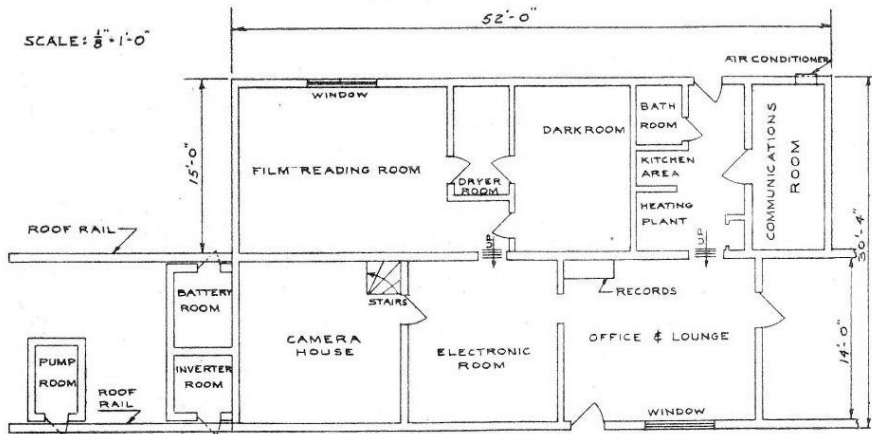 52'-0"
SCALE: 1/8" = 1'-0"
AIR CONDITIONER
WINDOW
BATH
ROOM
DARKROOM
COMMUNICATIONS
ROOM
15'-0"
FILM READING ROOM
DRYER
ROOM
KITCHEN
AREA
HEATING
PLANT
ROOF RAIL
UP
UP
30'-4"
BATTERY
ROOM
STAIRS
RECORDS
CAMERA
HOUSE
ELECTRONIC
ROOM
OFFICE & LOUNGE
14'-0"
PUMP
ROOM
INVERTER
ROOM
ROOF
RAIL
WINDOW